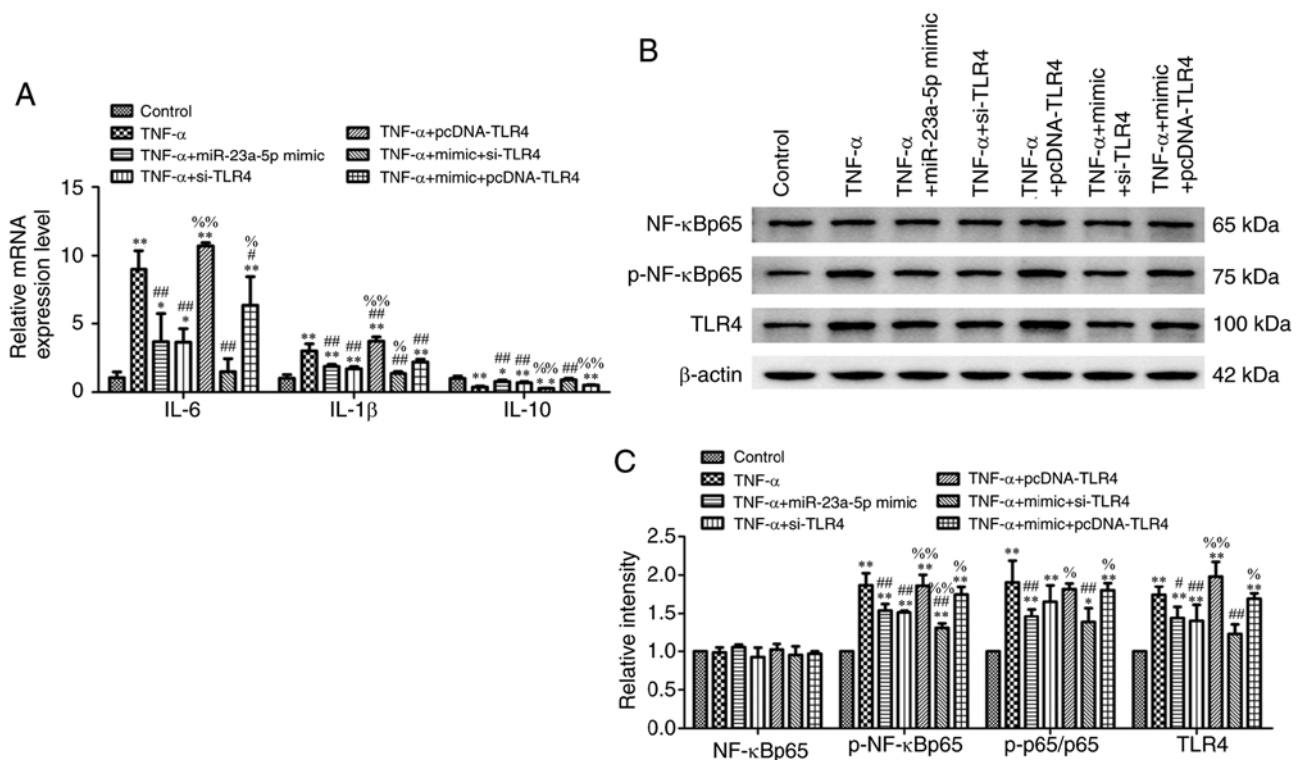 A
Control
TNF-α
TNF-α+miR-23a-5p mimic
TNF-α+si-TLR4
TNF-α+pcDNA-TLR4
TNF-α+mimic+si-TLR4
TNF-α+mimic+pcDNA-TLR4
Relative mRNA
expression level
15
10
5
0
**
##
*
##
*
%%
**
##
%
#
**
**
##
**
##
**
%%
##
**
%
##
##
**
**
##
*
##
**
%%
**
##
%%
**
IL-6
IL-1β
IL-10
B
Control
TNF-α
TNF-α
+miR-23a-5p mimic
TNF-α+si-TLR4
TNF-α
+pcDNA-TLR4
TNF-α+mimic
+si-TLR4
TNF-α+mimic
+pcDNA-TLR4
NF-κBp65
65 kDa
p-NF-κBp65
75 kDa
TLR4
100 kDa
β-actin
42 kDa
C
Control
TNF-α
TNF-α+miR-23a-5p mimic
TNF-α+si-TLR4
TNF-α+pcDNA-TLR4
TNF-α+mimic+si-TLR4
TNF-α+mimic+pcDNA-TLR4
Relative intensity
2.5
2.0
1.5
1.0
0.5
0.0
**
##
**
##
**
%%
**
%%
##
**
%
**
**
##
**
**
%
##
*
%
**
**
#
**
##
**
%%
**
##
%
**
NF-κBp65
p-NF-κBp65
p-p65/p65
TLR4